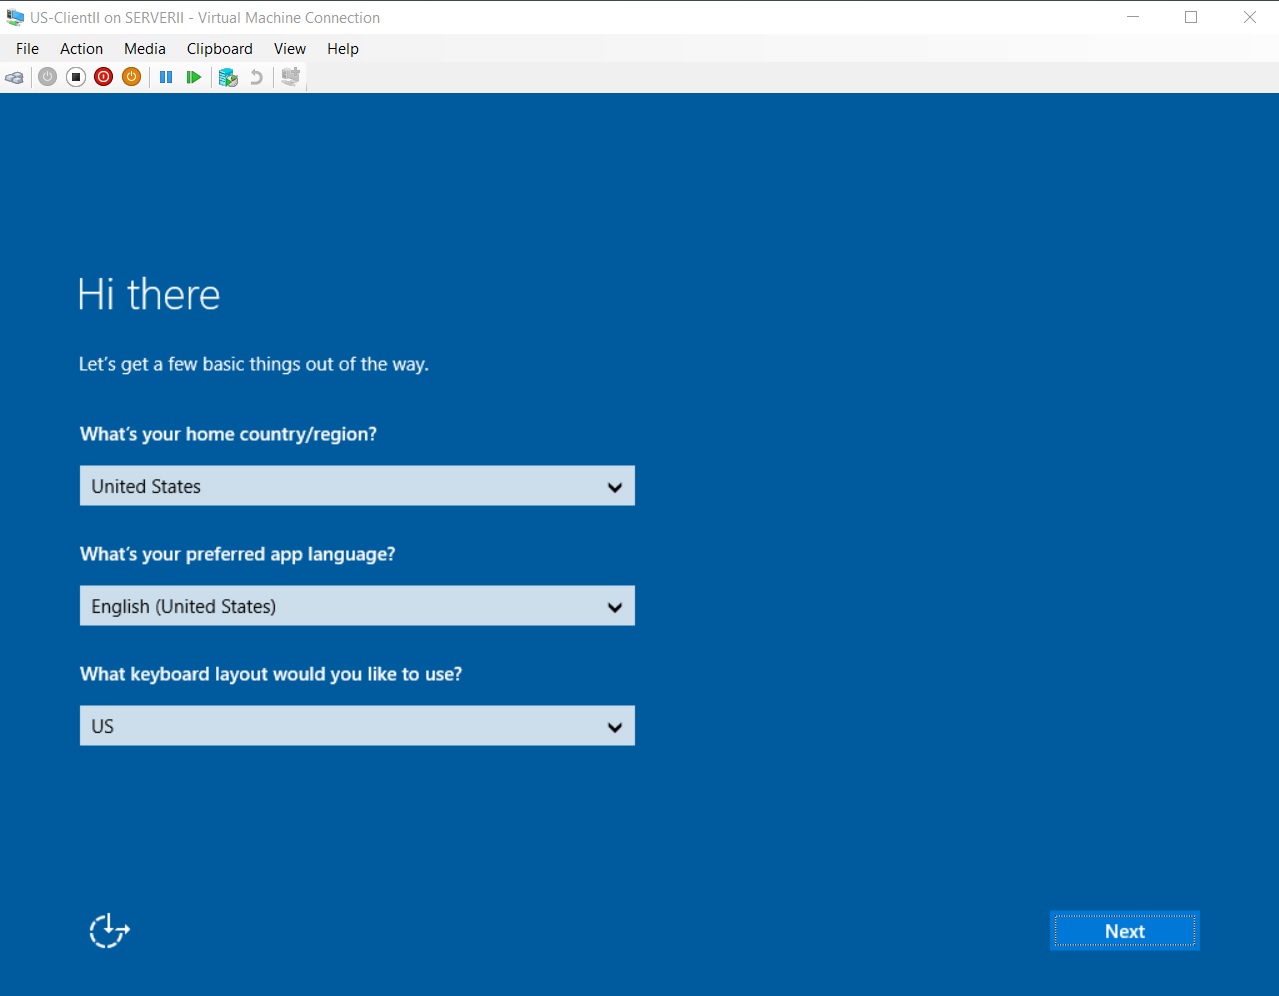 US-ClientII on SERVERII - Virtual Machine Connection
File Action Media Clipboard View Help
Hi there
Let's get a few basic things out of the way.
What's your home country/region?
United States
What's your preferred app language?
English (United States)
What keyboard layout would you like to use?
US
Next